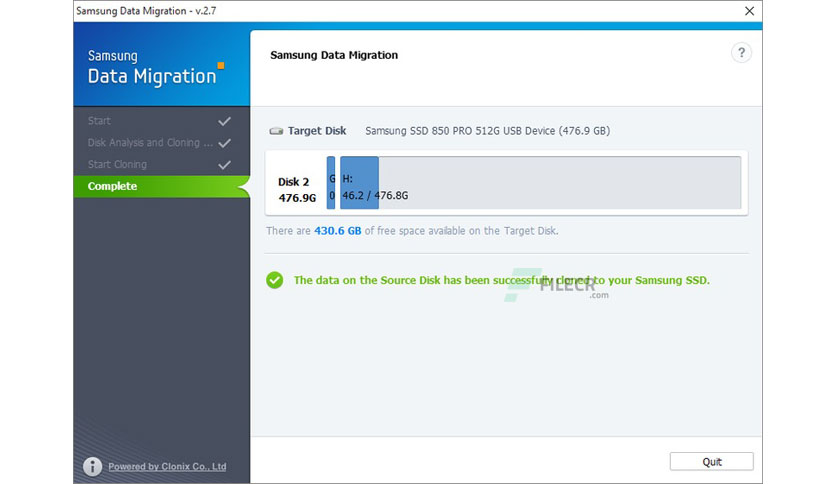 Samsung Data Migration - v.2.7
Samsung
Data Migration
Samsung Data Migration
?
Start
Disk Analysis and Cloning ...
Start Cloning
Complete
Target Disk Samsung SSD 850 PRO 512G USB Device (476.9 GB)
Disk 2
476.9G
G
0
H:
46.2 / 476.8G
There are 430.6 GB of free space available on the Target Disk.
The data on the Source Disk has been successfully cloned to your Samsung SSD.
FILECR
.com
Powered by Clonix Co., Ltd
Quit